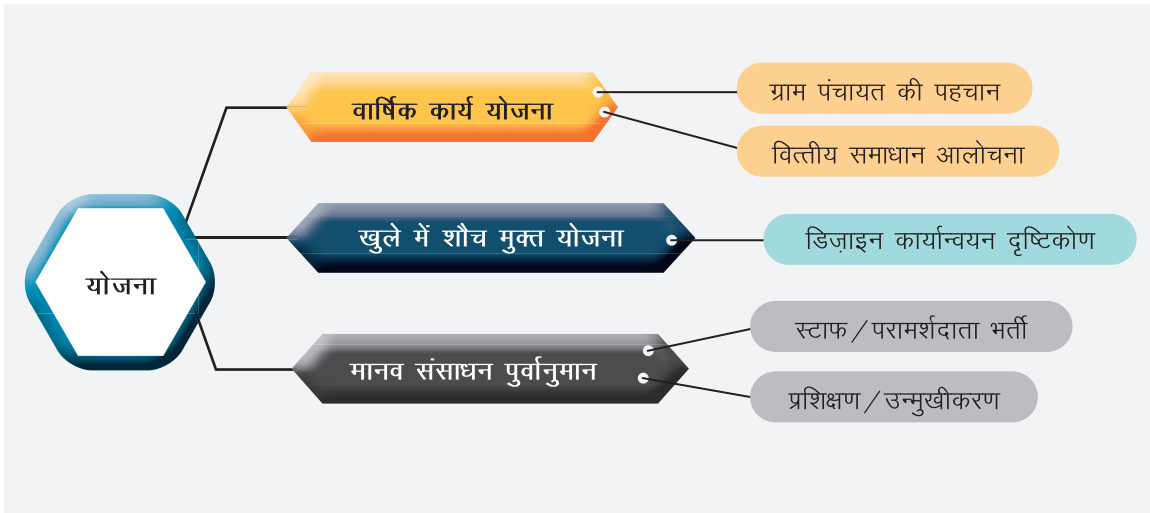 योजना
वार्षिक कार्य योजना
ग्राम पंचायत की पहचान
वित्तीय समाधान आलोचना
खुले में शौच मुक्त योजना
डिज़ाइन कार्यान्वयन दृष्टिकोण
मानव संसाधन पुर्वानुमान
स्टाफ/परामर्शदाता भर्ती
प्रशिक्षण/उन्मुखीकरण